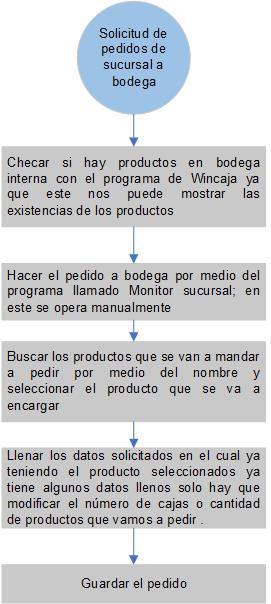 Solicitud de
pedidos de
sucursal a
bodega
Checar si hay productos en bodega
interna con el programa de Wincaja ya
que este nos puede mostrar las
existencias de los productos
Hacer el pedido a bodega por medio del
programa llamado Monitor sucursal; en
este se opera manualmente
Buscar los productos que se van a mandar
a pedir por medio del nombre y
seleccionar el producto que se va a
encargar
Llenar los datos solicitados en el cual ya
teniendo el producto seleccionados ya
tiene algunos datos llenos solo hay que
modificar el número de cajas o cantidad
de productos que vamos a pedir .
Guardar el pedido